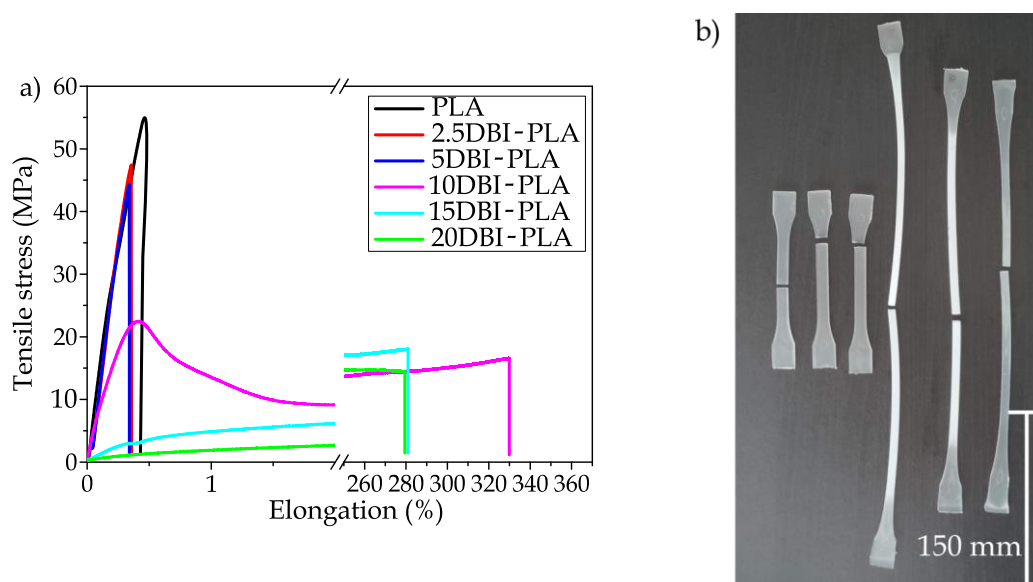 a)
60
50
40
30
20
10
0
Tensile stress (MPa)
PLA
2.5DBI-PLA
5DBI-PLA
10DBI-PLA
15DBI-PLA
20DBI-PLA
0 1 260 280 300 320 340 360
Elongation (%)
b)
150 mm